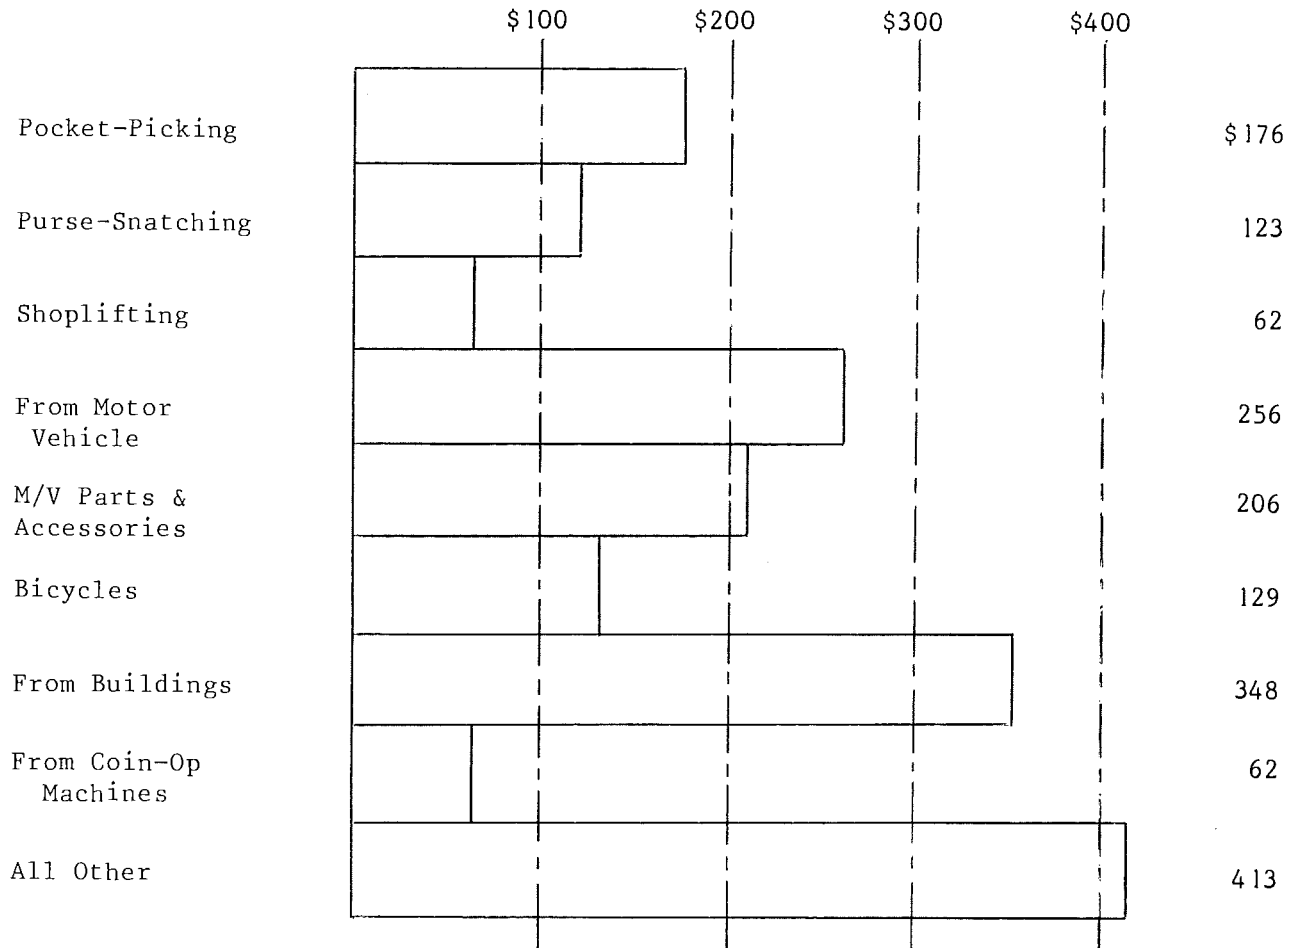 $100 $200 $300 $400
Pocket-Picking $176
Purse-Snatching 123
Shoplifting 62
From Motor
Vehicle 256
M/V Parts &
Accessories 206
Bicycles 129
From Buildings 348
From Coin-Op
Machines 62
All Other 413